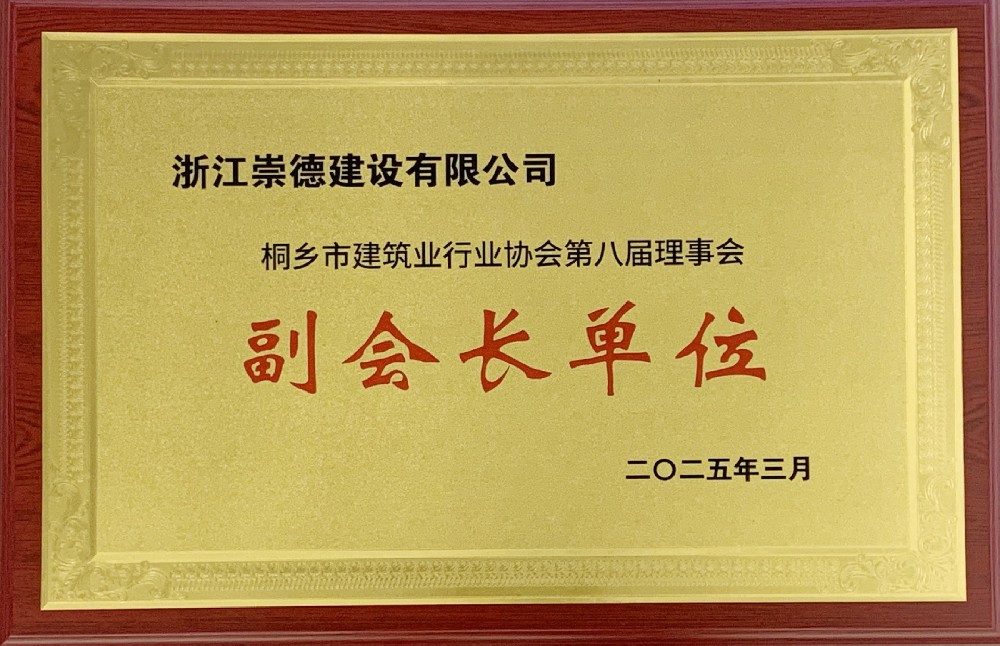 浙江崇德建设有限公司
桐乡市建筑业行业协会第八届理事会
副会长单位
二〇二五年三月